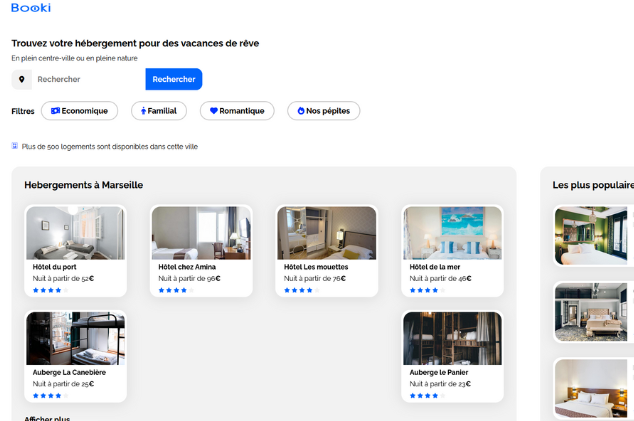 Booki
Trouvez votre hébergement pour des vacances de rêve
En plein centre-ville ou en pleine nature
Rechercher Rechercher
Filtres Economique Familial Romantique Nos pépites
Plus de 500 logements sont disponibles dans cette ville
Hebergements à Marseille
Hôtel du port
Nuit à partir de 52€
Hôtel chez Amina
Nuit à partir de 96€
Hôtel Les mouettes
Nuit à partir de 76€
Hôtel de la mer
Nuit à partir de 46€
Auberge La Canebière
Nuit à partir de 25€
Auberge le Panier
Nuit à partir de 23€
Afficher plus
Les plus populaire